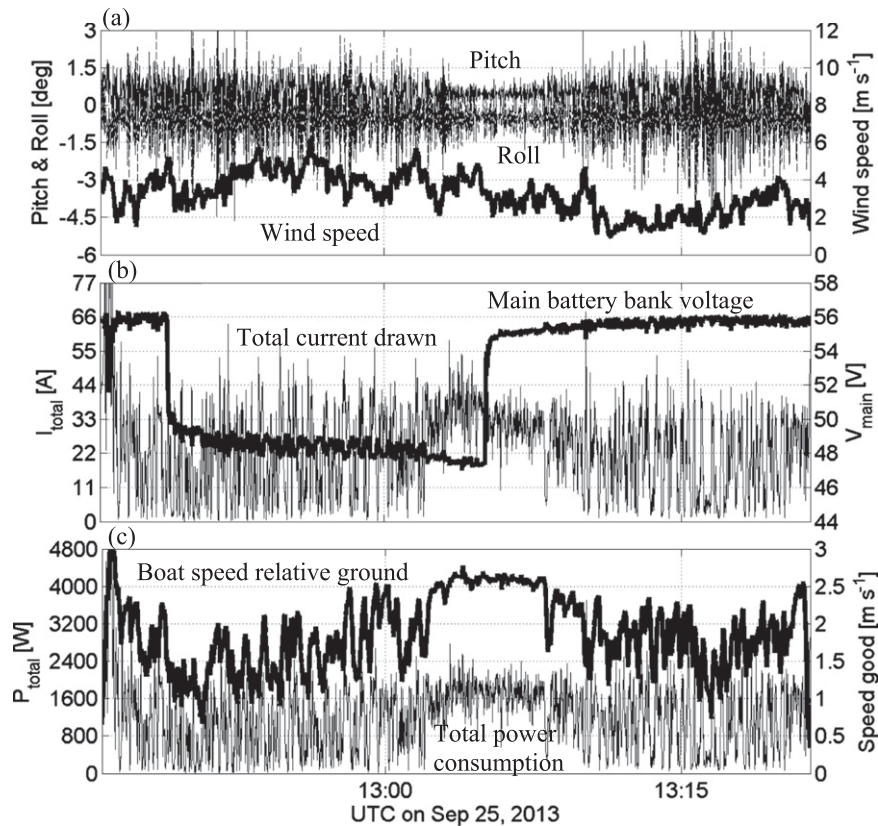 (a)
3
1.5
0
-1.5
-3
-4.5
-6
Pitch & Roll [deg]
Pitch
Roll
Wind speed
12
10
8
6
4
2
0
Wind speed [m s-1]
(b)
77
66
55
44
33
22
11
0
Itotal [A]
Total current drawn
Main battery bank voltage
58
56
54
52
50
48
46
44
Vmain [V]
(c)
4800
4000
3200
2400
1600
800
0
Ptotal [W]
Boat speed relative ground
Total power
consumption
3
2.5
2
1.5
1
0.5
0
Speed good [m s-1]
13:00
13:15
UTC on Sep 25, 2013